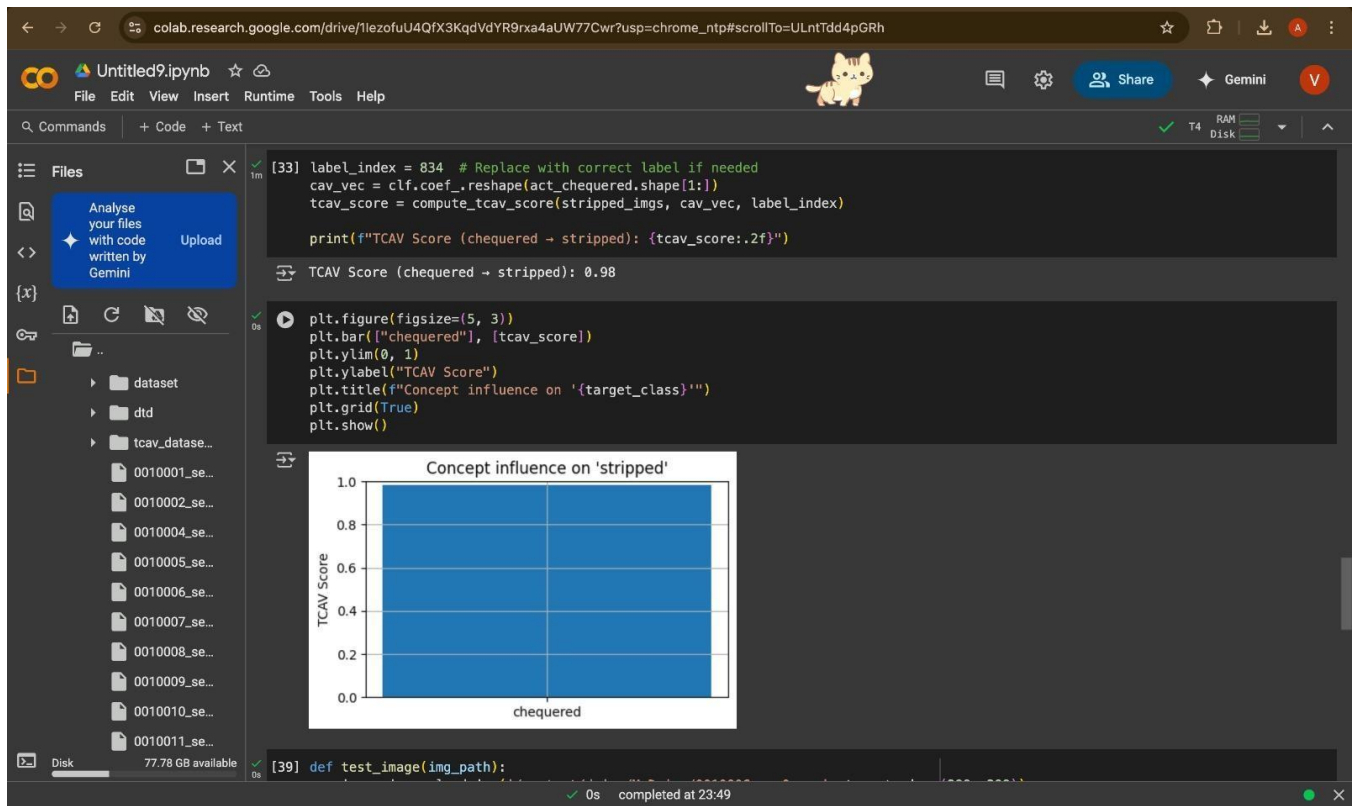 colab.research.google.com/drive/1lezofuU4QfX3KqdVdYR9rxa4aUW77Cwr?usp=chrome_ntp#scrollTo=ULntTdd4pGRh
A
CO
Untitled9.ipynb
File Edit View Insert Runtime Tools Help
Share
Gemini
V
Commands + Code + Text
T4 RAM
Disk
Files
Analyse
your files
with code
written by
Gemini
Upload
{x}
..
dataset
dtd
tcav_datase...
0010001_se...
0010002_se...
0010004_se...
0010005_se...
0010006_se...
0010007_se...
0010008_se...
0010009_se...
0010010_se...
0010011_se...
Disk 77.78 GB available
1m
[33] label_index = 834 # Replace with correct label if needed
cav_vec = clf.coef_.reshape(act_chequered.shape[1:])
tcav_score = compute_tcav_score(stripped_imgs, cav_vec, label_index)
print(f"TCAV Score (chequered → stripped): {tcav_score:.2f}")
TCAV Score (chequered → stripped): 0.98
0s
plt.figure(figsize=(5, 3))
plt.bar(["chequered"], [tcav_score])
plt.ylim(0, 1)
plt.ylabel("TCAV Score")
plt.title(f"Concept influence on '{target_class}'")
plt.grid(True)
plt.show()
Concept influence on 'stripped'
1.0
0.8
0.6
0.4
0.2
0.0
TCAV Score
chequered
0s
[39] def test_image(img_path):
0s completed at 23:49